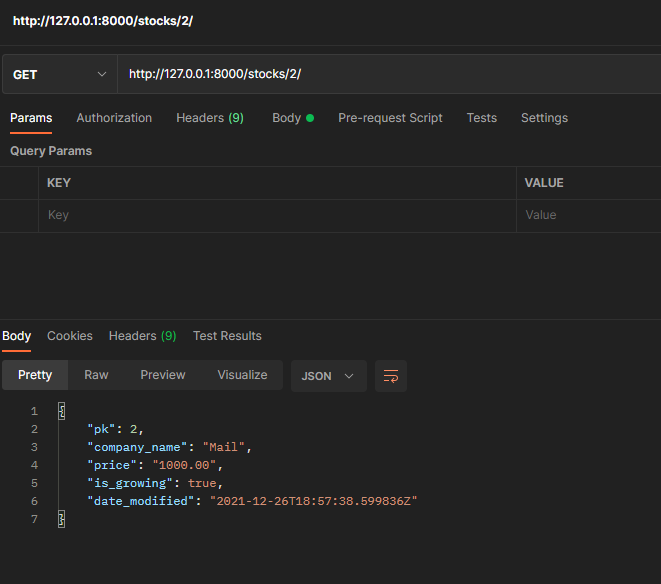 http://127.0.0.1:8000/stocks/2/
GET http://127.0.0.1:8000/stocks/2/
Params Authorization Headers (9) Body Pre-request Script Tests Settings
Query Params
KEY VALUE
Key Value
Body Cookies Headers (9) Test Results
Pretty Raw Preview Visualize JSON
1 {
2 "pk": 2,
3 "company_name": "Mail",
4 "price": "1000.00",
5 "is_growing": true,
6 "date_modified": "2021-12-26T18:57:38.599836Z"
7 }